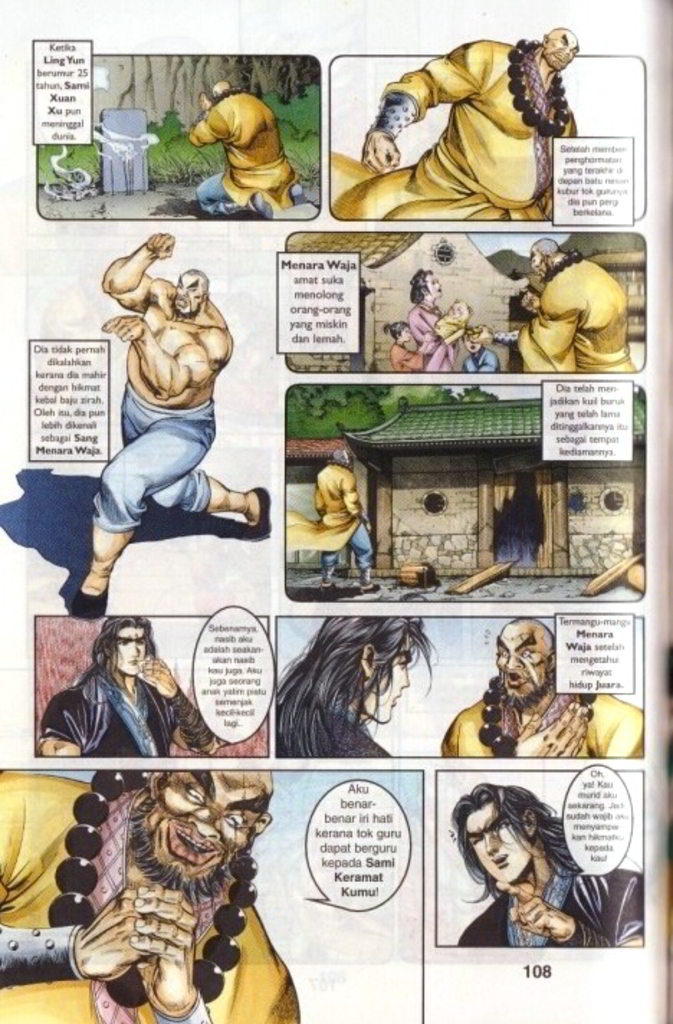 Ketika
Ling Yun
berumur 25
tahun, Sami
Xuan
Xu pun
meninggal
dunia.
Setelah memberi
penghormatan
yang terakhir di
depan batu nesan
kubur tok gurunya
dia pun pergi
berkelana.
Menara Waja
amat suka
menolong
orang-orang
yang miskin
dan lemah.
Dia tidak pernah
dikalahkan
kerana dia mahir
dengan hikmat
kebal baju zirah.
Oleh itu, dia pun
lebih dikenali
sebagai Sang
Menara Waja.
Dia telah men-
jadikan kuil buruk
yang telah lama
ditinggalkan itu
sebagai tempat
kediamannya.
Sebenarnya,
nasib aku
adalah seakan-
akan nasib
kau juga. Aku
juga seorang
anak yatim piatu
kecil-kecil
lagi..
Termangu-mangu
Menara
Waja setelah
mengetahui
hidup Juara.
Aku
benar-
benar iri hati
kerana tok guru
dapat berguru
kepada Sami
Keramat
Kumu!
Oh,
ya! Kau
murid aku
sekarang. Jadi
sudah wajib
aku menyampai
kan hikmatku
kau!
108